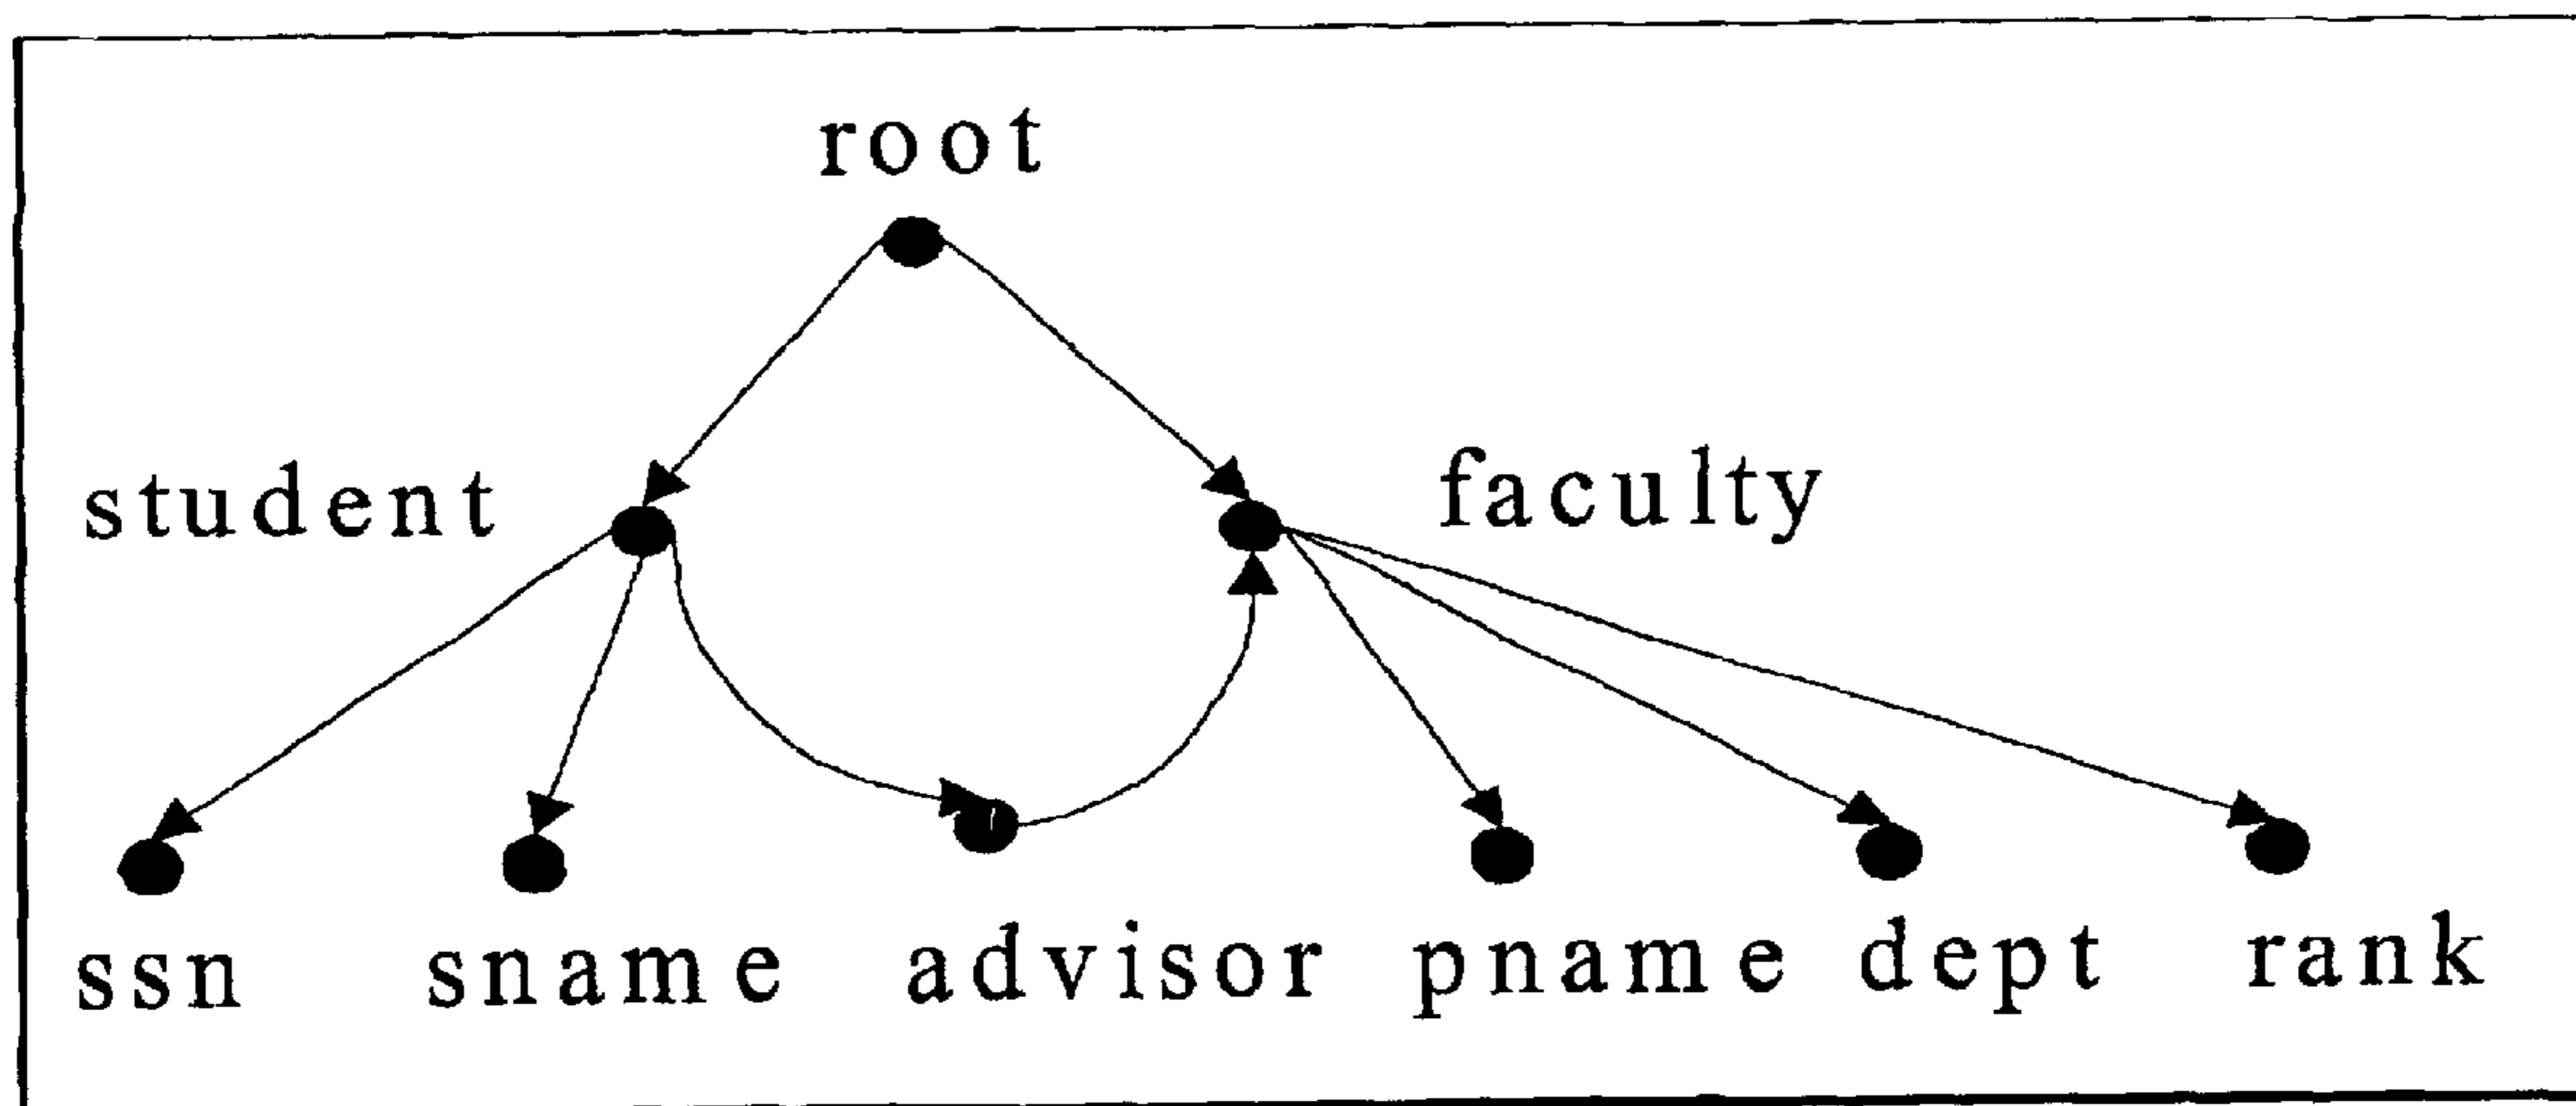 root
student faculty
ssn sname advisor pname dept rank